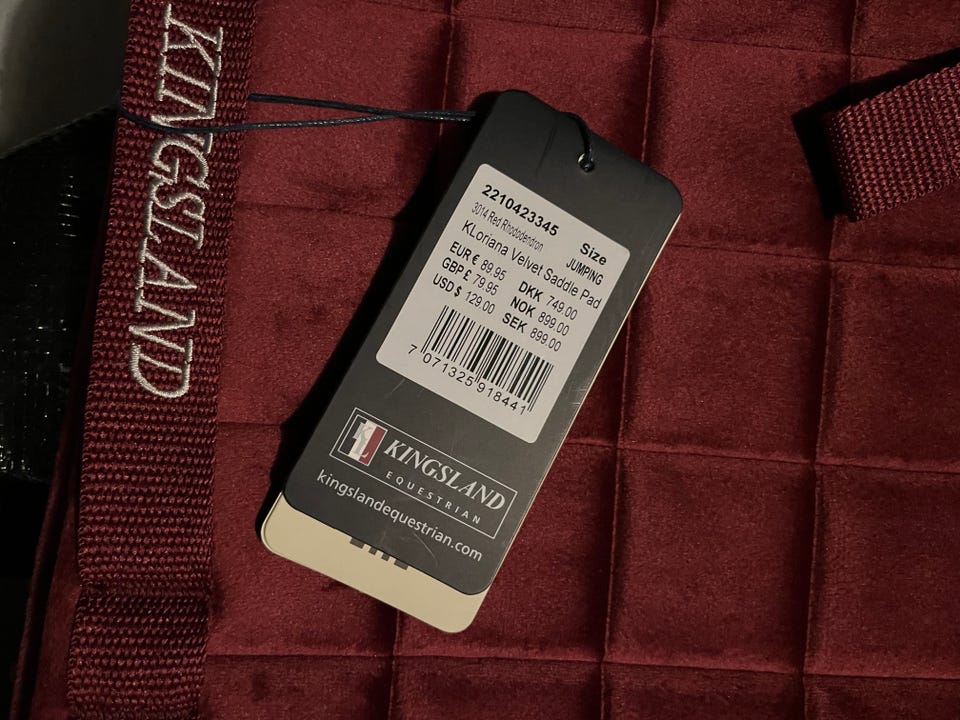 KINGSLAND
2210423345
3014 Red Rhododendron
Size
KLoriana Velvet Saddle Pad
JUMPING
EUR € 89.95 DKK 749.00
GBP £ 79.95 NOK 899.00
USD $ 129.00 SEK 899.00
7 071325 918441
KL KINGSLAND
EQUESTRIAN
kingslandequestrian.com